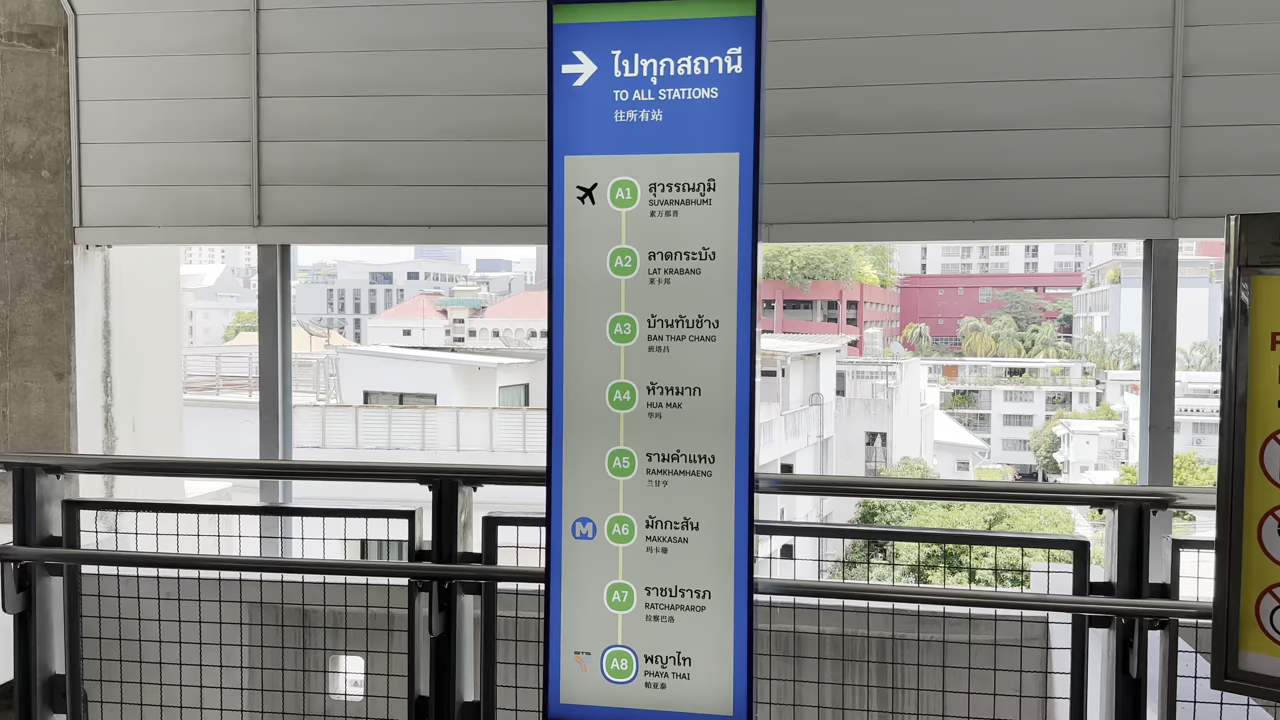 ไปทุกสถานี
TO ALL STATIONS
往所有站
A1
สุวรรณภูมิ
SUVARNABHUMI
素万那普
A2
ลาดกระบัง
LAT KRABANG
莱卡邦
A3
บ้านทับช้าง
BAN THAP CHANG
班塔昌
A4
หัวหมาก
HUA MAK
华玛
A5
รามคำแหง
RAMKHAMHAENG
兰甘亨
M
A6
มักกะสัน
MAKKASAN
玛卡珊
A7
ราชปรารภ
RATCHAPRAROP
拉察巴洛
BTS
A8
พญาไท
PHAYA THAI
帕亚泰